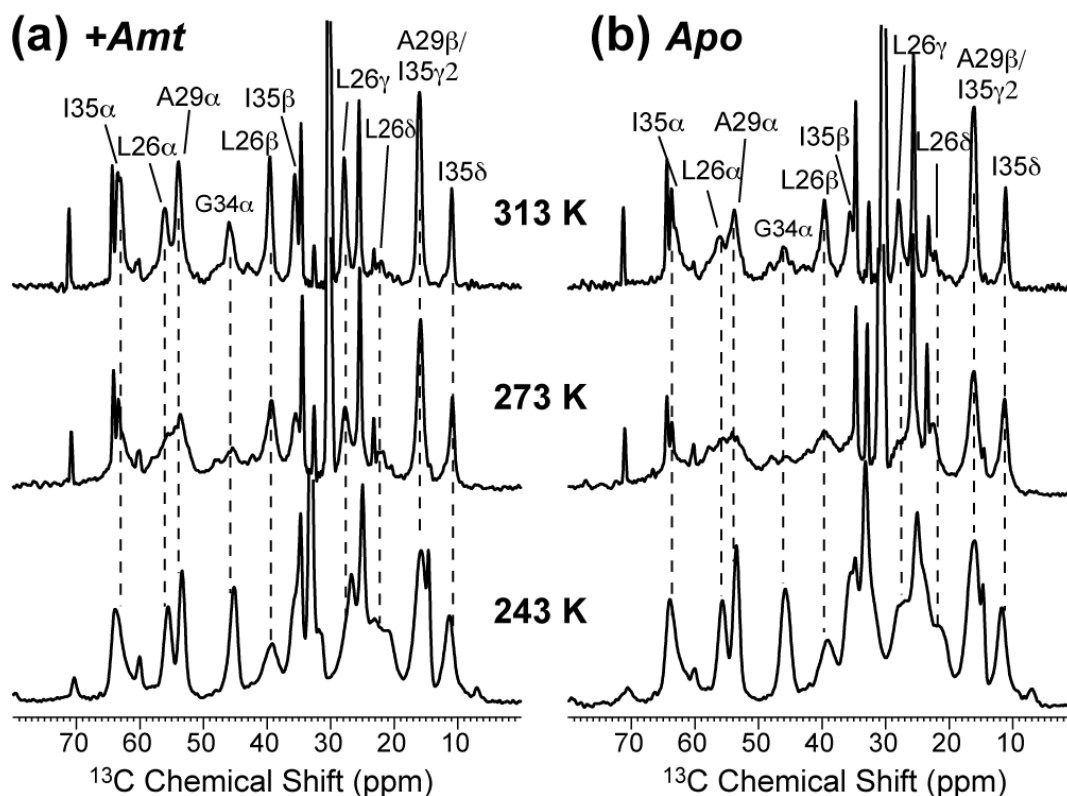 (a) +Amt
I35α
L26α
A29α
G34α
L26β
I35β
L26γ
A29β/
I35γ2
L26δ
I35δ
(b) Apo
I35α
L26α
A29α
G34α
L26β
I35β
L26γ
A29β/
I35γ2
L26δ
I35δ
313 K
273 K
243 K
70 60 50 40 30 20 10
13C Chemical Shift (ppm)
70 60 50 40 30 20 10
13C Chemical Shift (ppm)